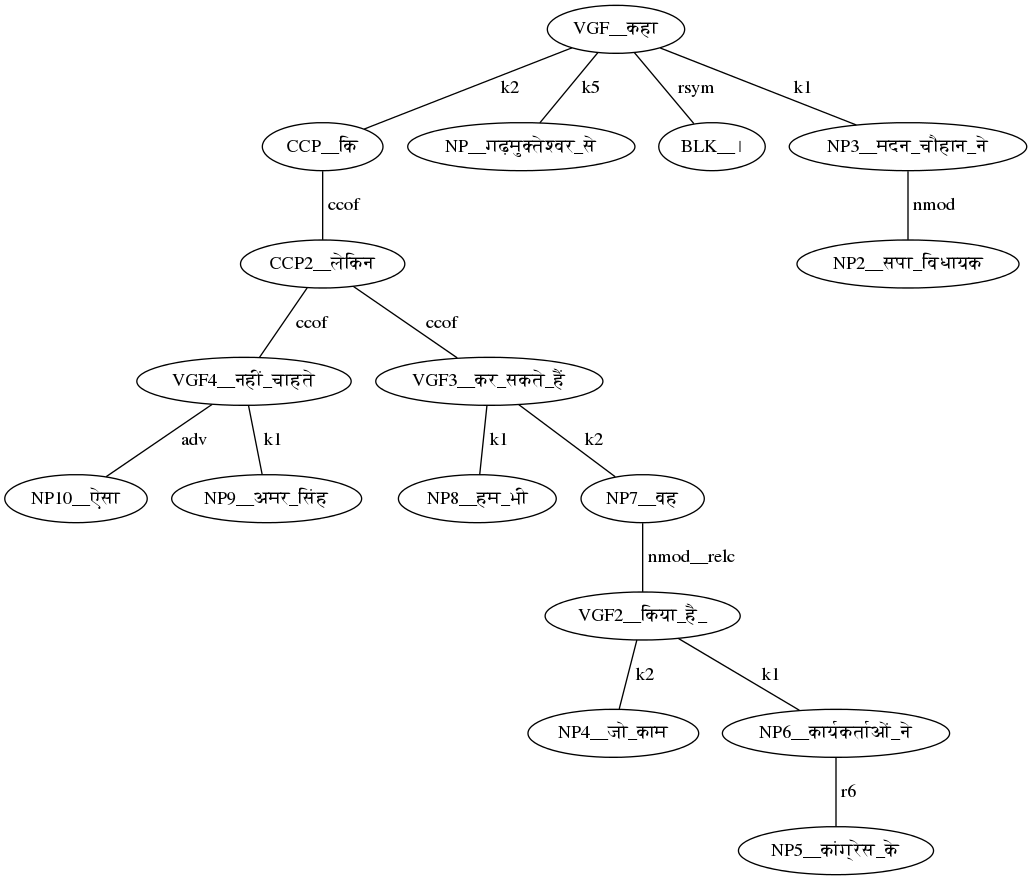 VGF__कहा
k2 k5 rsym k1
CCP__कि NP__गढ़मुक्तेश्वर_से BLK__। NP3__मदन_चौहान_ने
ccof nmod
CCP2__लेकिन NP2__सपा_विधायक
ccof ccof
VGF4__नहीं_चाहते VGF3__कर_सकते_हैं
adv k1 k1 k2
NP10__ऐसा NP9__अमर_सिंह NP8__हम_भी NP7__वह
nmod__relc
VGF2__किया_है_
k2 k1
NP4__जो_काम NP6__कार्यकर्ताओं_ने
r6
NP5__कांग्रेस_के